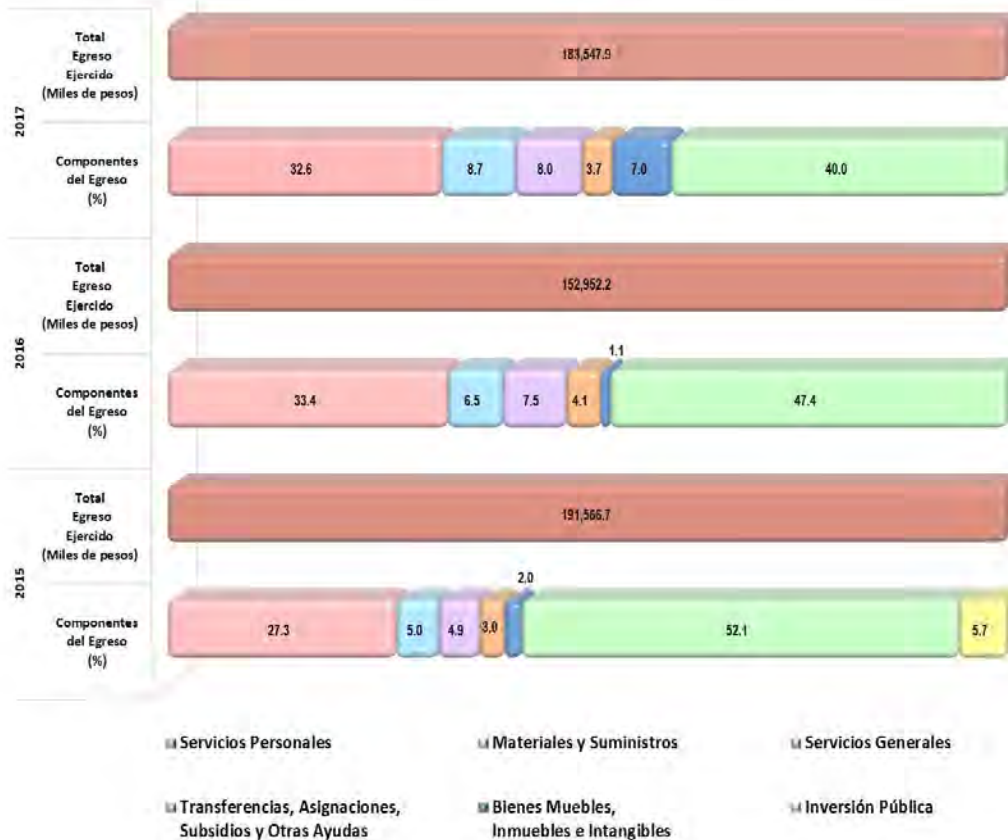 2017
Total
Egreso
Ejercido
(Miles de pesos)
183,547.9
Componentes
del Egreso
(%)
32.6
8.7
8.0
3.7
7.0
40.0
2016
Total
Egreso
Ejercido
(Miles de pesos)
152,952.2
Componentes
del Egreso
(%)
33.4
6.5
7.5
4.1
1.1
47.4
2015
Total
Egreso
Ejercido
(Miles de pesos)
191,566.7
Componentes
del Egreso
(%)
27.3
5.0
4.9
3.0
2.0
52.1
5.7
Servicios Personales
Materiales y Suministros
Servicios Generales
Transferencias, Asignaciones,
Subsidios y Otras Ayudas
Bienes Muebles,
Inmuebles e Intangibles
Inversión Pública